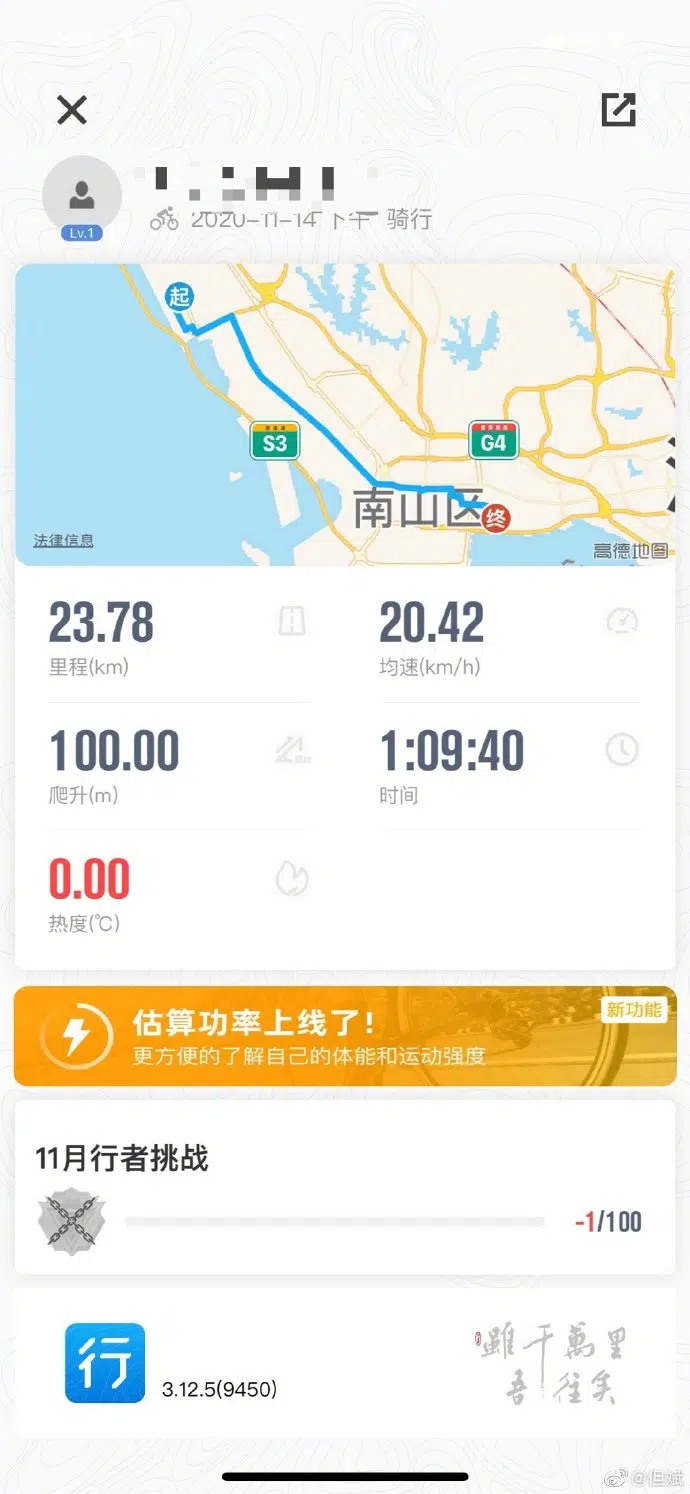 Lv.1
2020-11-14 下午 骑行
起
S3
G4
南山区
终
法律信息
高德地图
23.78
里程(km)
20.42
均速(km/h)
100.00
爬升(m)
1:09:40
时间
0.00
热度(℃)
估算功率上线了!
新功能
更方便的了解自己的体能和运动强度
11月行者挑战
-1/100
行
3.12.5(9450)
雖千萬里
吾往矣
@但斌